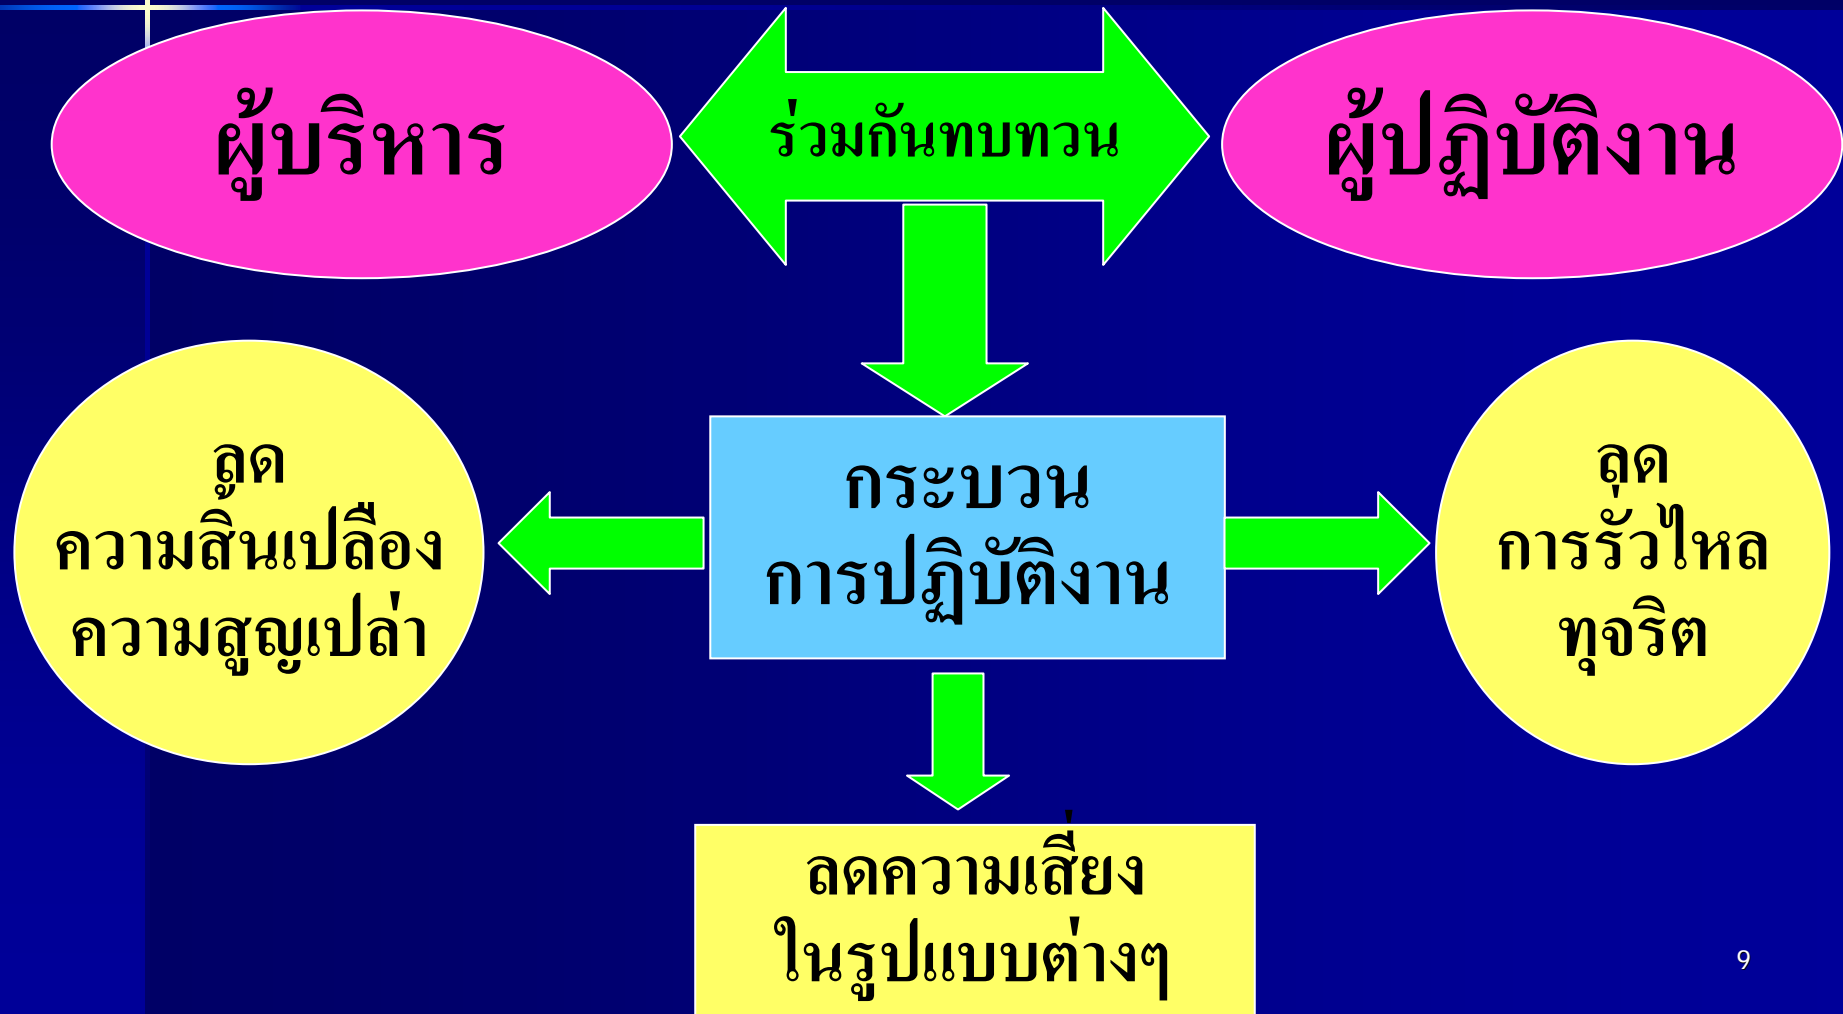 ผู้บริหาร
ร่วมกันทบทวน
ผู้ปฏิบัติงาน
ลด
ความสิ้นเปลือง
ความสูญเปล่า
กระบวน
การปฏิบัติงาน
ลด
การรั่วไหล
ทุจริต
ลดความเสี่ยง
ในรูปแบบต่างๆ
9